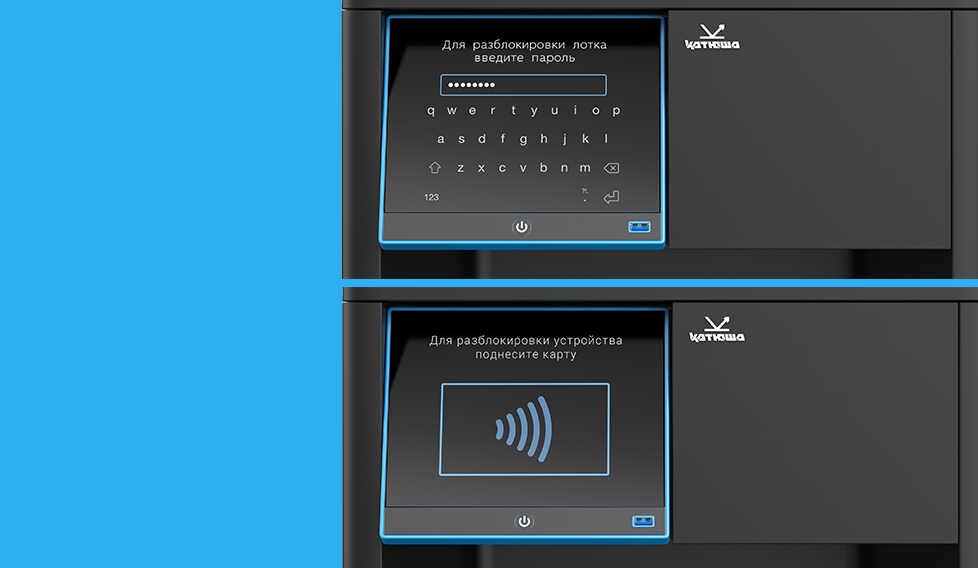 Для разблокировки лотка
введите пароль
катюша
q w e r t y u i o p
a s d f g h j k l
z x c v b n m
123
?!.
.
Для разблокировки устройства
поднесите карту
катюша